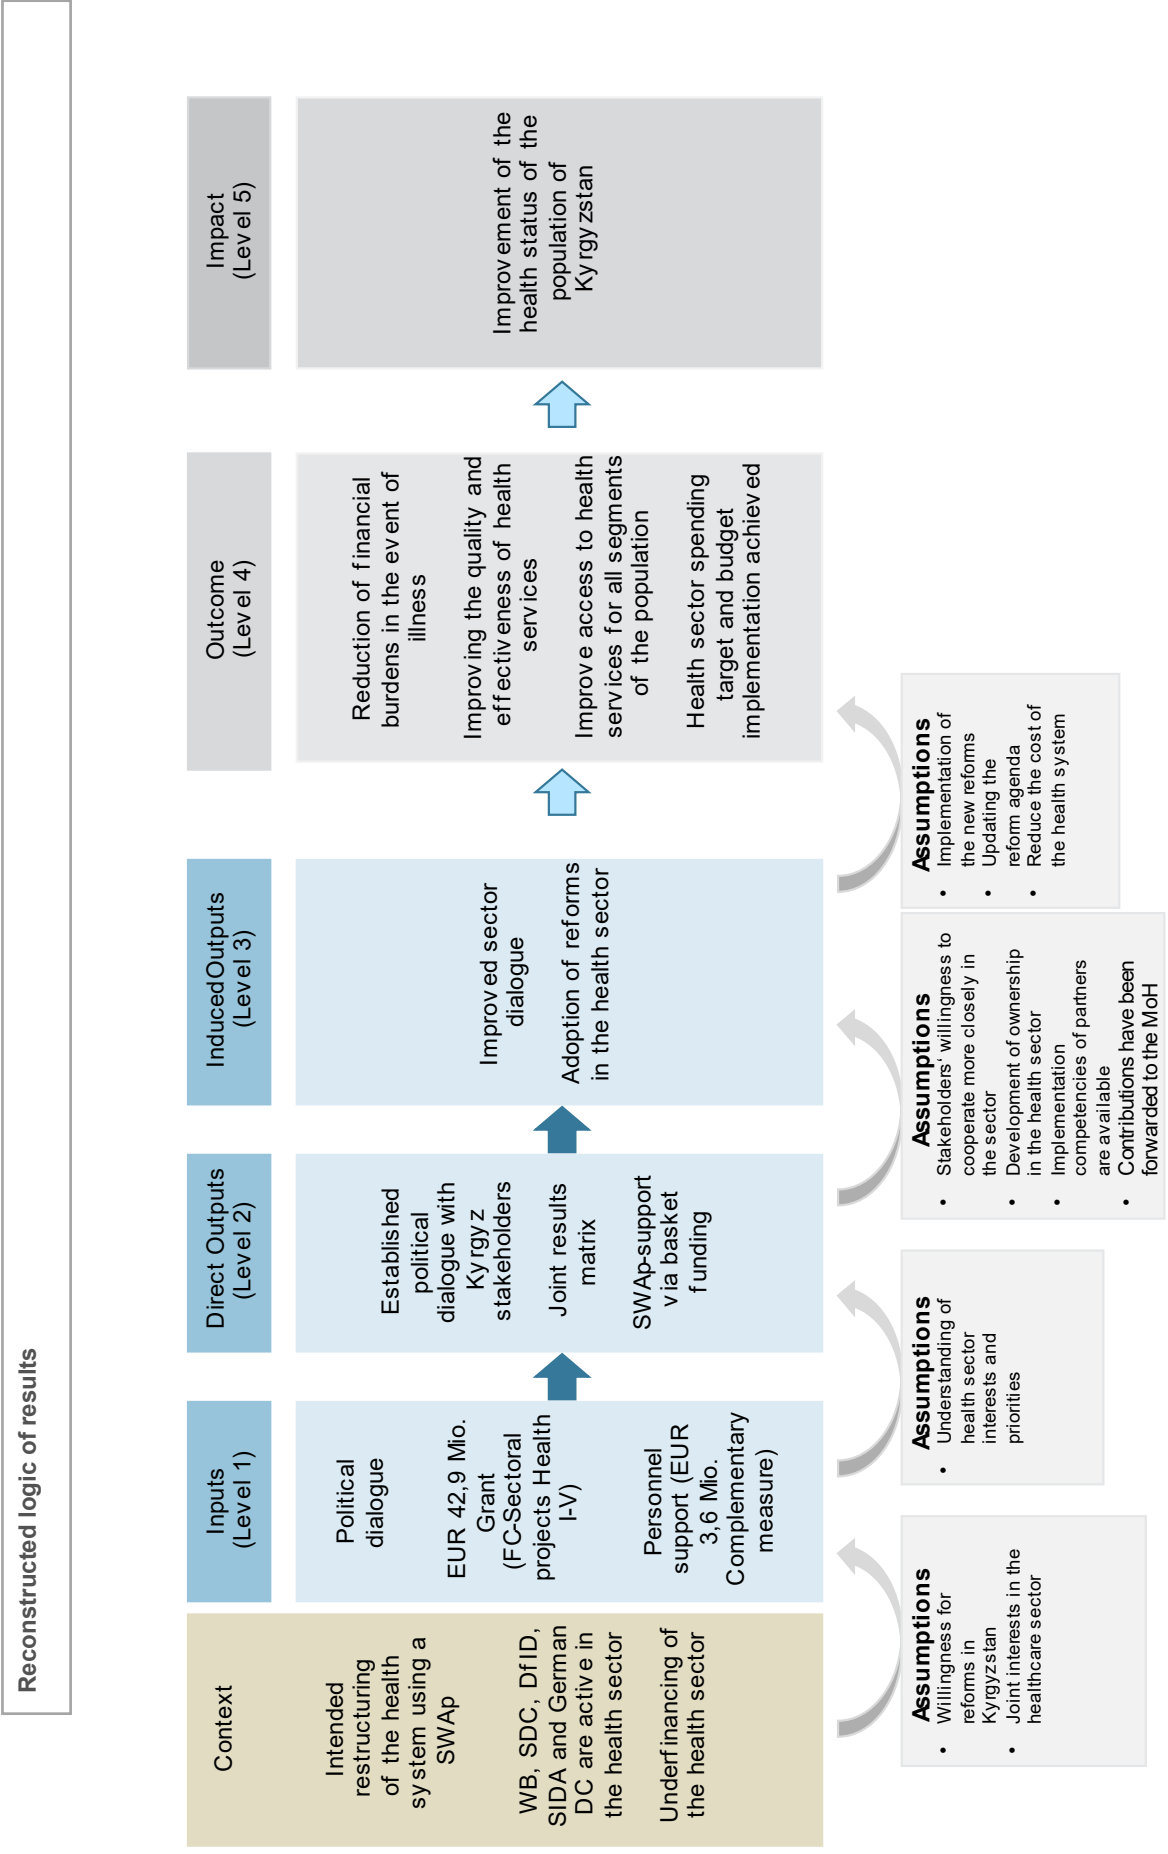 Reconstructed logic of results
Context
Intended
restructuring
of the health
system using a
SWAp
WB, SDC, DfID,
SIDA and German
DC are active in
the health sector
Underfinancing of
the health sector
Inputs
(Level 1)
Political
dialogue
EUR 42,9 Mio.
Grant
(FC-Sectoral
projects Health
I-V)
Personnel
support (EUR
3,6 Mio.
Complementary
measure)
Direct Outputs
(Level 2)
Established
political
dialogue with
Kyrgyz
stakeholders
Joint results
matrix
SWAp-support
via basket
funding
Induced Outputs
(Level 3)
Improved sector
dialogue
Adoption of reforms
in the health sector
Outcome
(Level 4)
Reduction of financial
burdens in the event of
illness
Improving the quality and
effectiveness of health
services
Improve access to health
services for all segments
of the population
Health sector spending
target and budget
implementation achieved
Impact
(Level 5)
Improvement of the
health status of the
population of
Kyrgyzstan
Assumptions
• Willingness for
reforms in
Kyrgyzstan
• Joint interests in the
healthcare sector
Assumptions
• Understanding of
health sector
interests and
priorities
Assumptions
• Stakeholders‘ willingness to
cooperate more closely in
the sector
• Development of ownership
in the health sector
• Implementation
competencies of partners
are available
• Contributions have been
forwarded to the MoH
Assumptions
• Implementation of
the new reforms
• Updating the
reform agenda
• Reduce the cost of
the health system